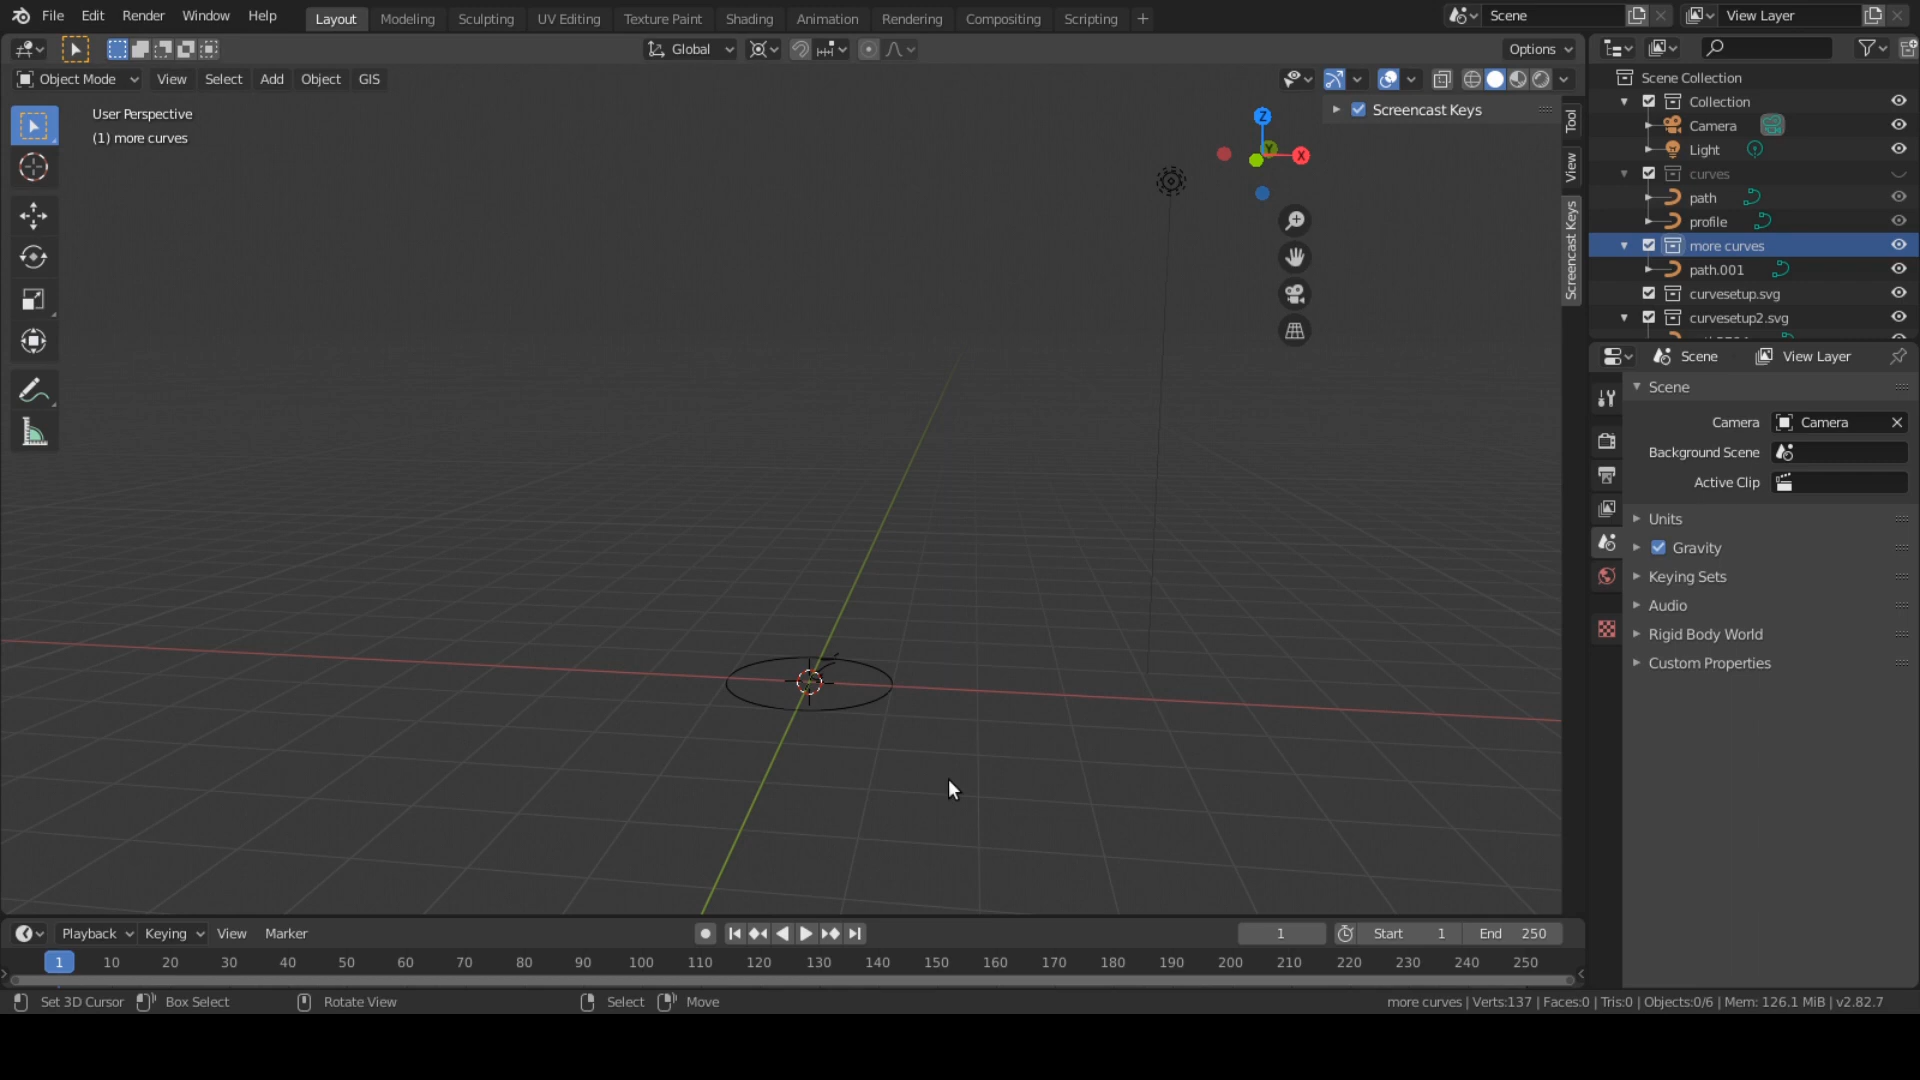 File Edit Render Window Help Layout Modeling Sculpting UV Editing Texture Paint Shading Animation Rendering Compositing Scripting + Scene View Layer
Global Options
Object Mode View Select Add Object GIS
User Perspective
(1) more curves
Z
Y
X
Screencast Keys
Tool
View
Screencast Keys
Scene Collection
Collection
Camera
Light
curves
path
profile
more curves
path.001
curvesetup.svg
curvesetup2.svg
Scene View Layer
Scene
Camera Camera
Background Scene
Active Clip
Units
Gravity
Keying Sets
Audio
Rigid Body World
Custom Properties
Playback Keying View Marker 1 Start 1 End 250
1 10 20 30 40 50 60 70 80 90 100 110 120 130 140 150 160 170 180 190 200 210 220 230 240 250
Set 3D Cursor Box Select Rotate View Select Move more curves | Verts:137 | Faces:0 | Tris:0 | Objects:0/6 | Mem: 126.1 MiB | v2.82.7